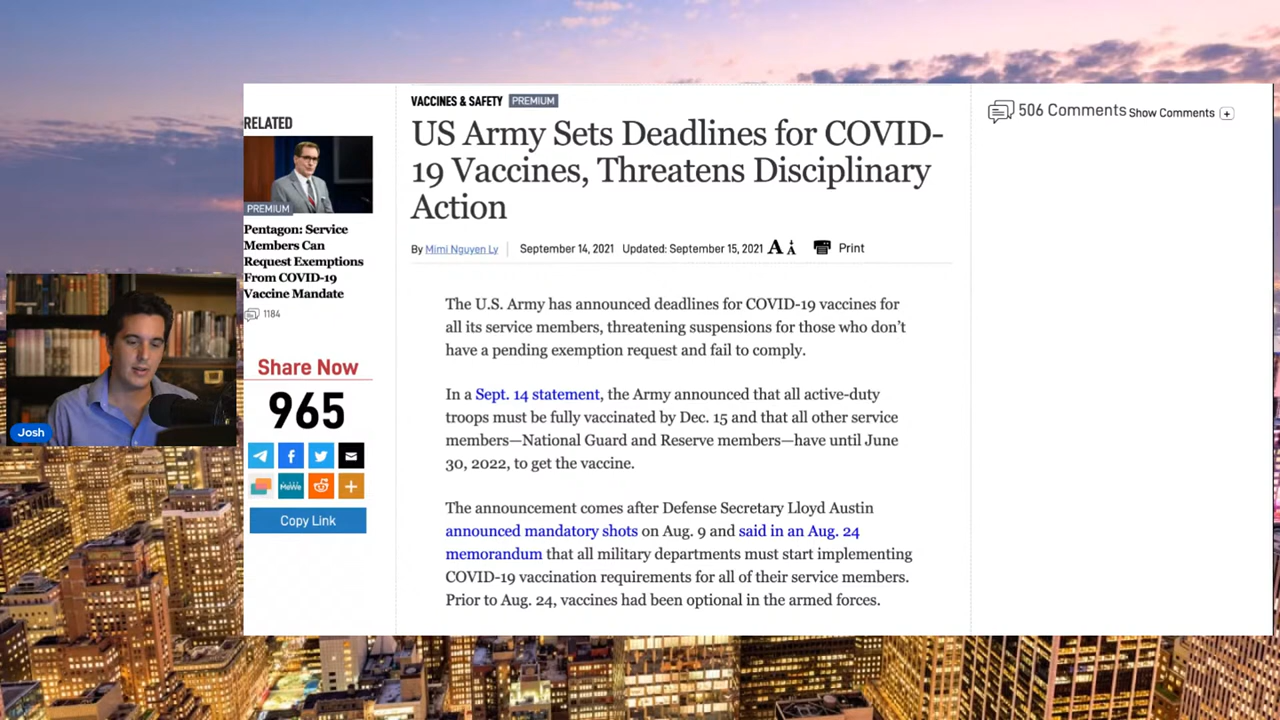 RELATED
PREMIUM
Pentagon: Service
Members Can
Request Exemptions
From COVID-19
Vaccine Mandate
1184
Share Now
965
MeWe
Copy Link
Josh
VACCINES & SAFETY PREMIUM
US Army Sets Deadlines for COVID-
19 Vaccines, Threatens Disciplinary
Action
By Mimi Nguyen Ly September 14, 2021 Updated: September 15, 2021 A A Print
The U.S. Army has announced deadlines for COVID-19 vaccines for
all its service members, threatening suspensions for those who don't
have a pending exemption request and fail to comply.
In a Sept. 14 statement, the Army announced that all active-duty
troops must be fully vaccinated by Dec. 15 and that all other service
members—National Guard and Reserve members—have until June
30, 2022, to get the vaccine.
The announcement comes after Defense Secretary Lloyd Austin
announced mandatory shots on Aug. 9 and said in an Aug. 24
memorandum that all military departments must start implementing
COVID-19 vaccination requirements for all of their service members.
Prior to Aug. 24, vaccines had been optional in the armed forces.
506 Comments Show Comments +